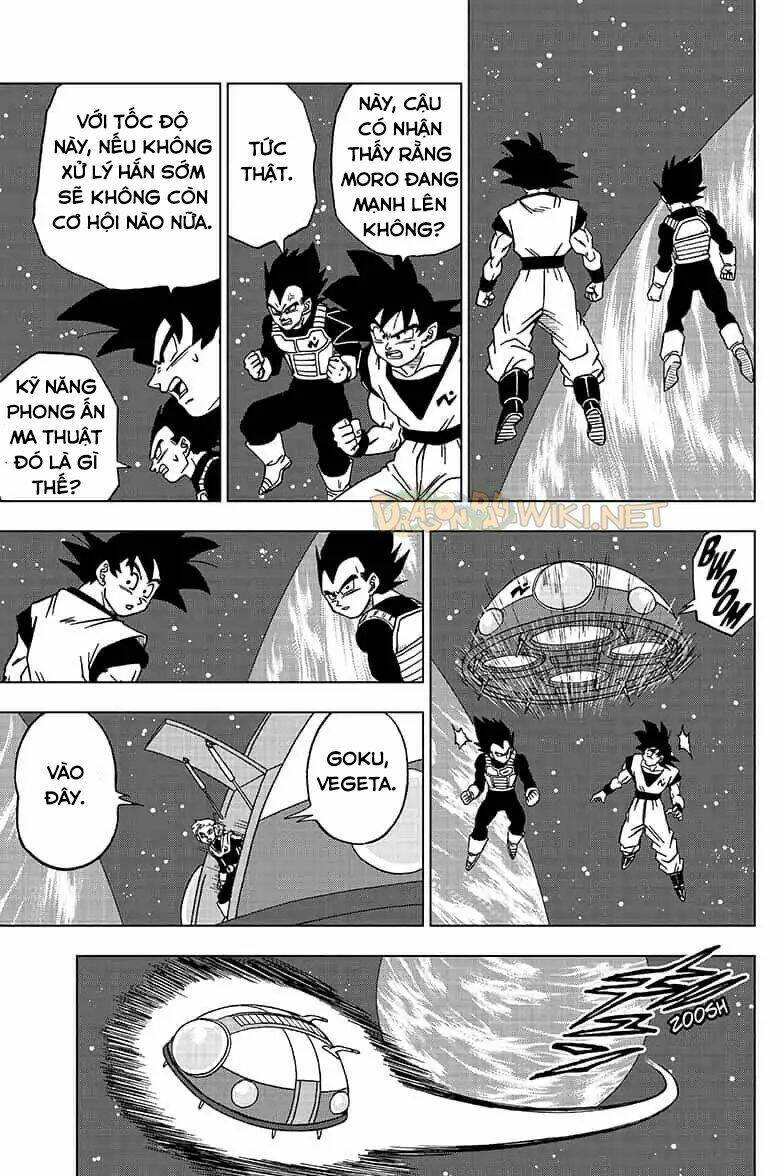 NÀY, CẬU
CÓ NHẬN
THẤY RẰNG
MORO ĐANG
MẠNH LÊN
KHÔNG?
TỨC
THẬT.
VỚI TỐC ĐỘ
NÀY, NẾU KHÔNG
XỬ LÝ HẮN SỚM
SẼ KHÔNG CÒN
CƠ HỘI NÀO NỮA.
KỸ NĂNG
PHONG ẤN
MA THUẬT
ĐÓ LÀ GÌ
THẾ?
DRAGONBALLWIKI.NET
BWOOM
GOKU,
VEGETA.
VÀO
ĐÂY.
ZOOSH